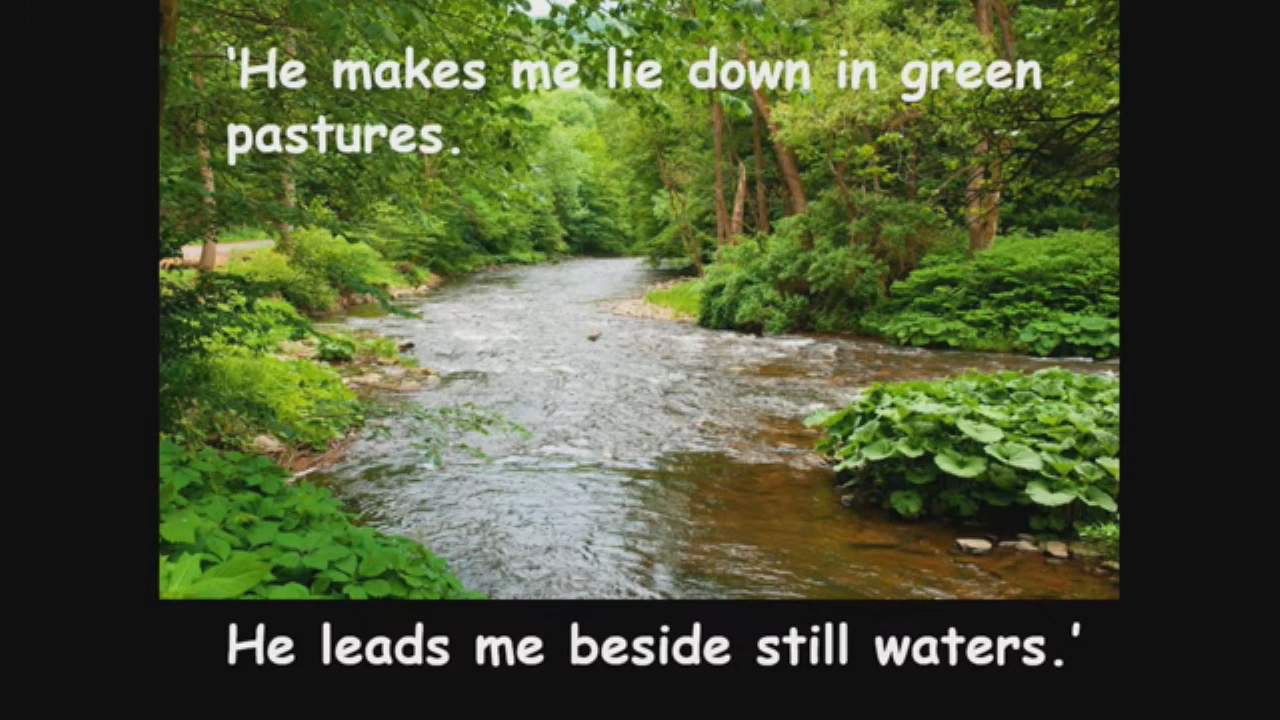 'He makes me lie down in green
pastures.
He leads me beside still waters.'